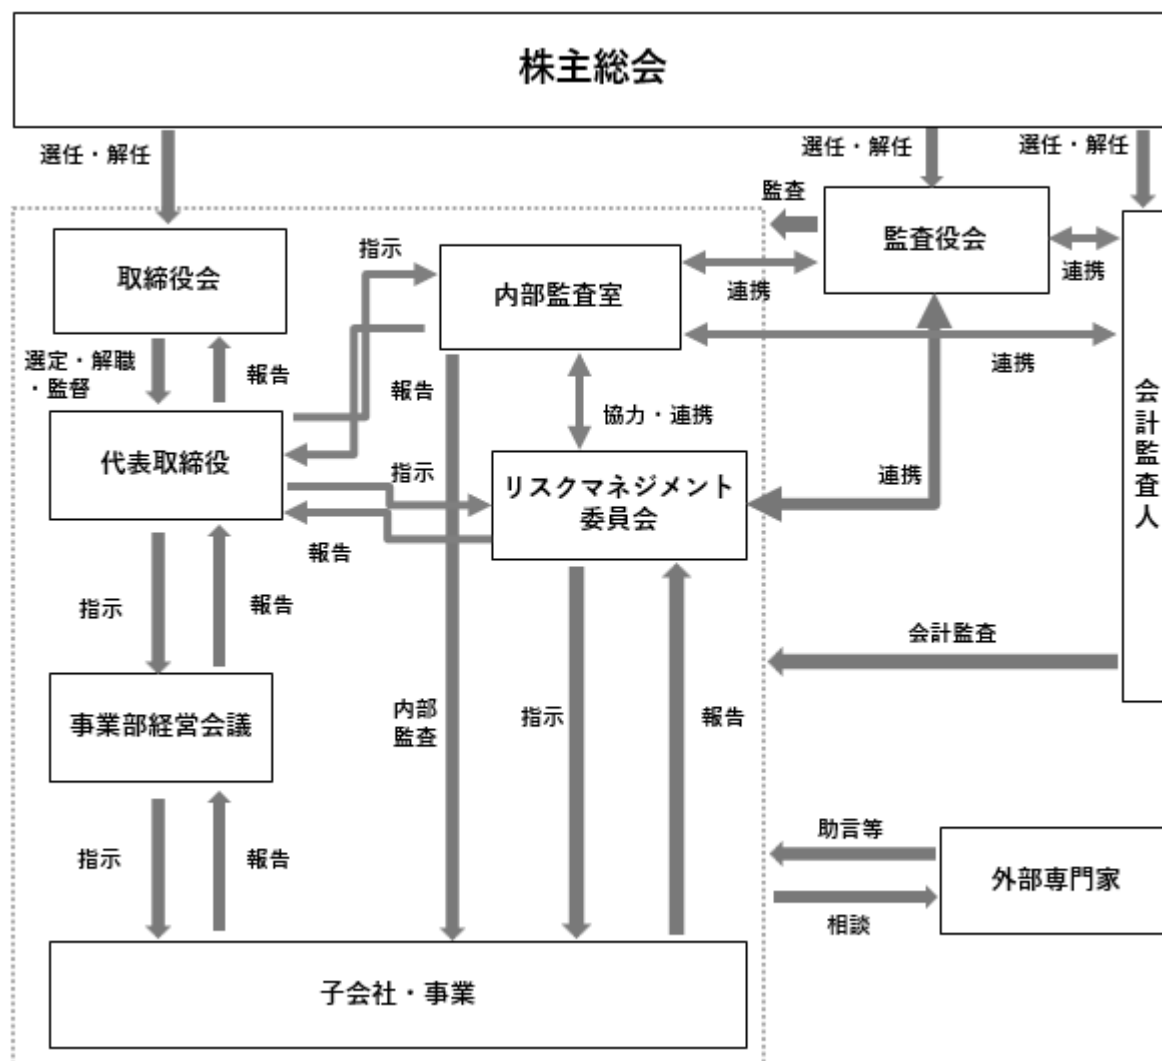 株主総会
選任・解任
選任・解任
選任・解任
監査
監査役会
取締役会
指示
内部監査室
連携
連携
選定・解職
・監督
報告
報告
連携
協力・連携
会計監査人
代表取締役
指示
リスクマネジメント
委員会
連携
報告
指示
報告
会計監査
事業部経営会議
内部
監査
指示
報告
指示
報告
助言等
外部専門家
相談
子会社・事業